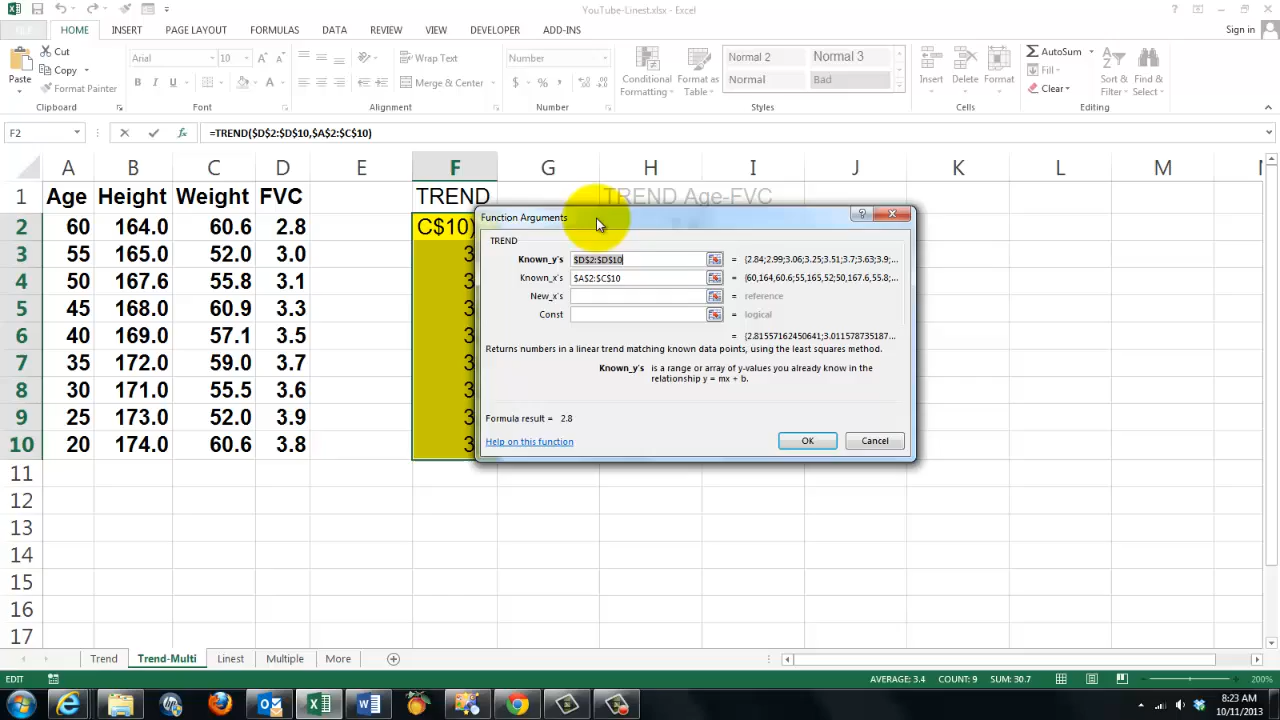 YouTube-Linest.xlsx - Excel
HOME INSERT PAGE LAYOUT FORMULAS DATA REVIEW VIEW DEVELOPER ADD-INS Sign in
Paste
Cut
Copy
Format Painter
Clipboard
Arial 10
B I U
Font
Wrap Text
Merge & Center
Alignment
Number
$ % ,
Number
Conditional Formatting
Format as Table
Normal 2 Normal 3
Normal Bad
Styles
Insert Delete Format
Cells
AutoSum
Fill
Clear
Sort & Filter
Find & Select
Editing
F2 =TREND($D$2:$D$10,$A$2:$C$10)
A B C D E F G H I J K L M
1 Age Height Weight FVC TREND TREND Age-FVC
2 60 164.0 60.6 2.8 C$10)
3 55 165.0 52.0 3.0 3
4 50 167.6 55.8 3.1 3
5 45 168.0 60.9 3.3 3
6 40 169.0 57.1 3.5 3
7 35 172.0 59.0 3.7 3
8 30 171.0 55.5 3.6 3
9 25 173.0 52.0 3.9 3
10 20 174.0 60.6 3.8 3
11
12
13
14
15
16
17
Function Arguments
TREND
Known_y's $D$2:$D$10 = {2.84;2.99;3.06;3.25;3.51;3.7;3.63;3.9;...
Known_x's $A$2:$C$10 = {60,164,60.6;55,165,52;50,167.6,55.8;...
New_x's = reference
Const = logical
= {2.81557162450641;3.011578735187...
Returns numbers in a linear trend matching known data points, using the least squares method.
Known_y's is a range or array of y-values you already know in the
relationship y = mx + b.
Formula result = 2.8
Help on this function
OK Cancel
Trend Trend-Multi Linest Multiple More
EDIT AVERAGE: 3.4 COUNT: 9 SUM: 30.7 200%
8:23 AM
10/11/2013